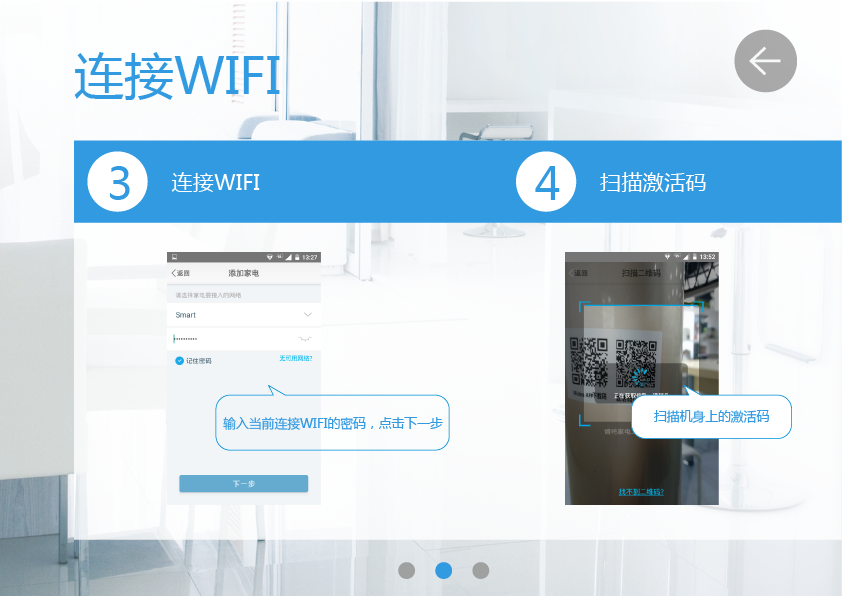 连接WIFI
3
连接WIFI
4
扫描激活码
13:27
返回
添加家电
请选择家电要接入的网络
Smart
记住密码
无可用网络?
输入当前连接WIFI的密码，点击下一步
下一步
13:52
返回
扫描二维码
扫描机身上的激活码
找不到二维码?